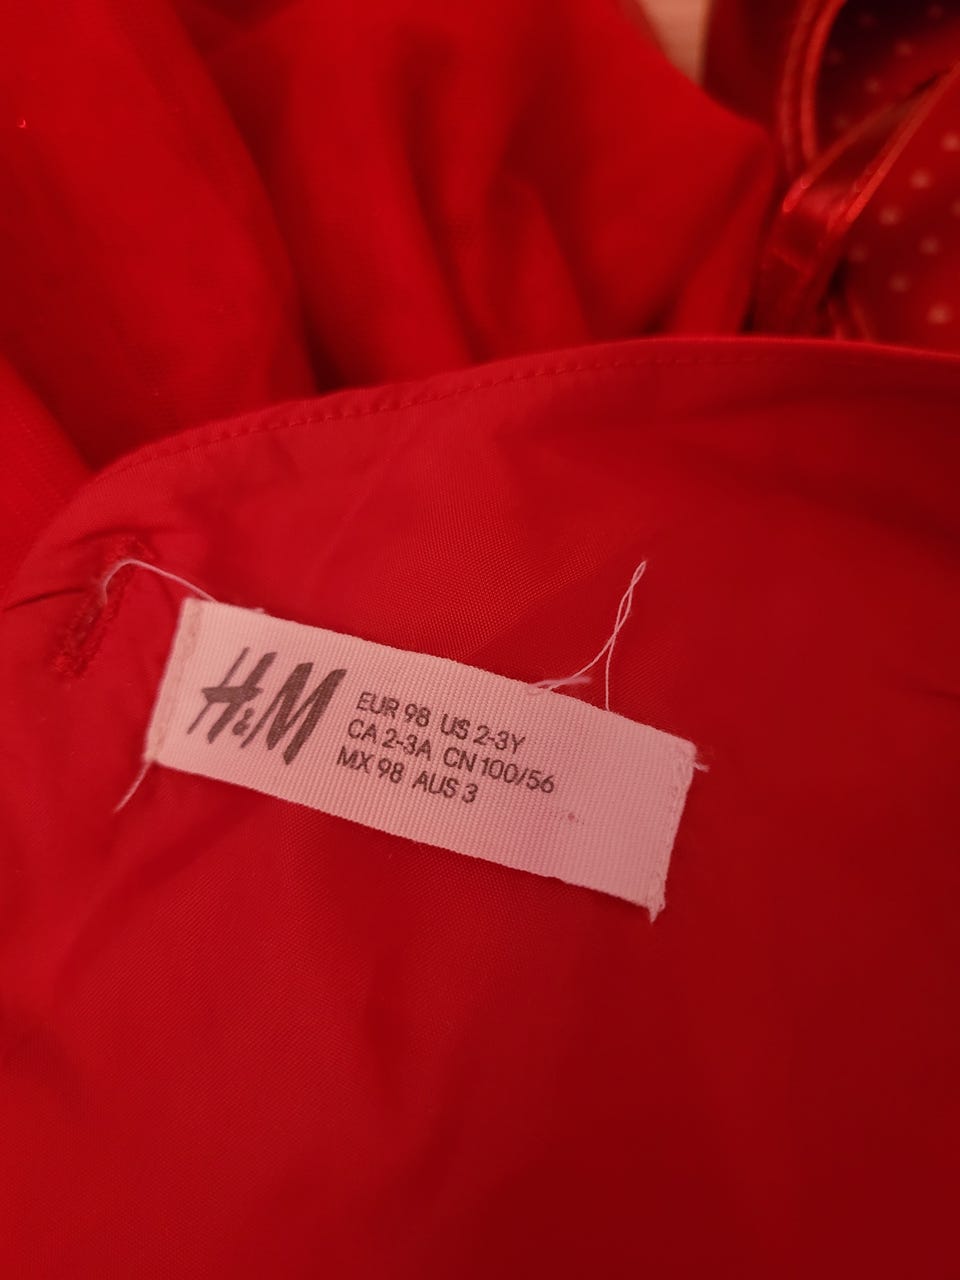 H&M
EUR 98 US 2-3Y
CA 2-3A CN 100/56
MX 98 AUS 3